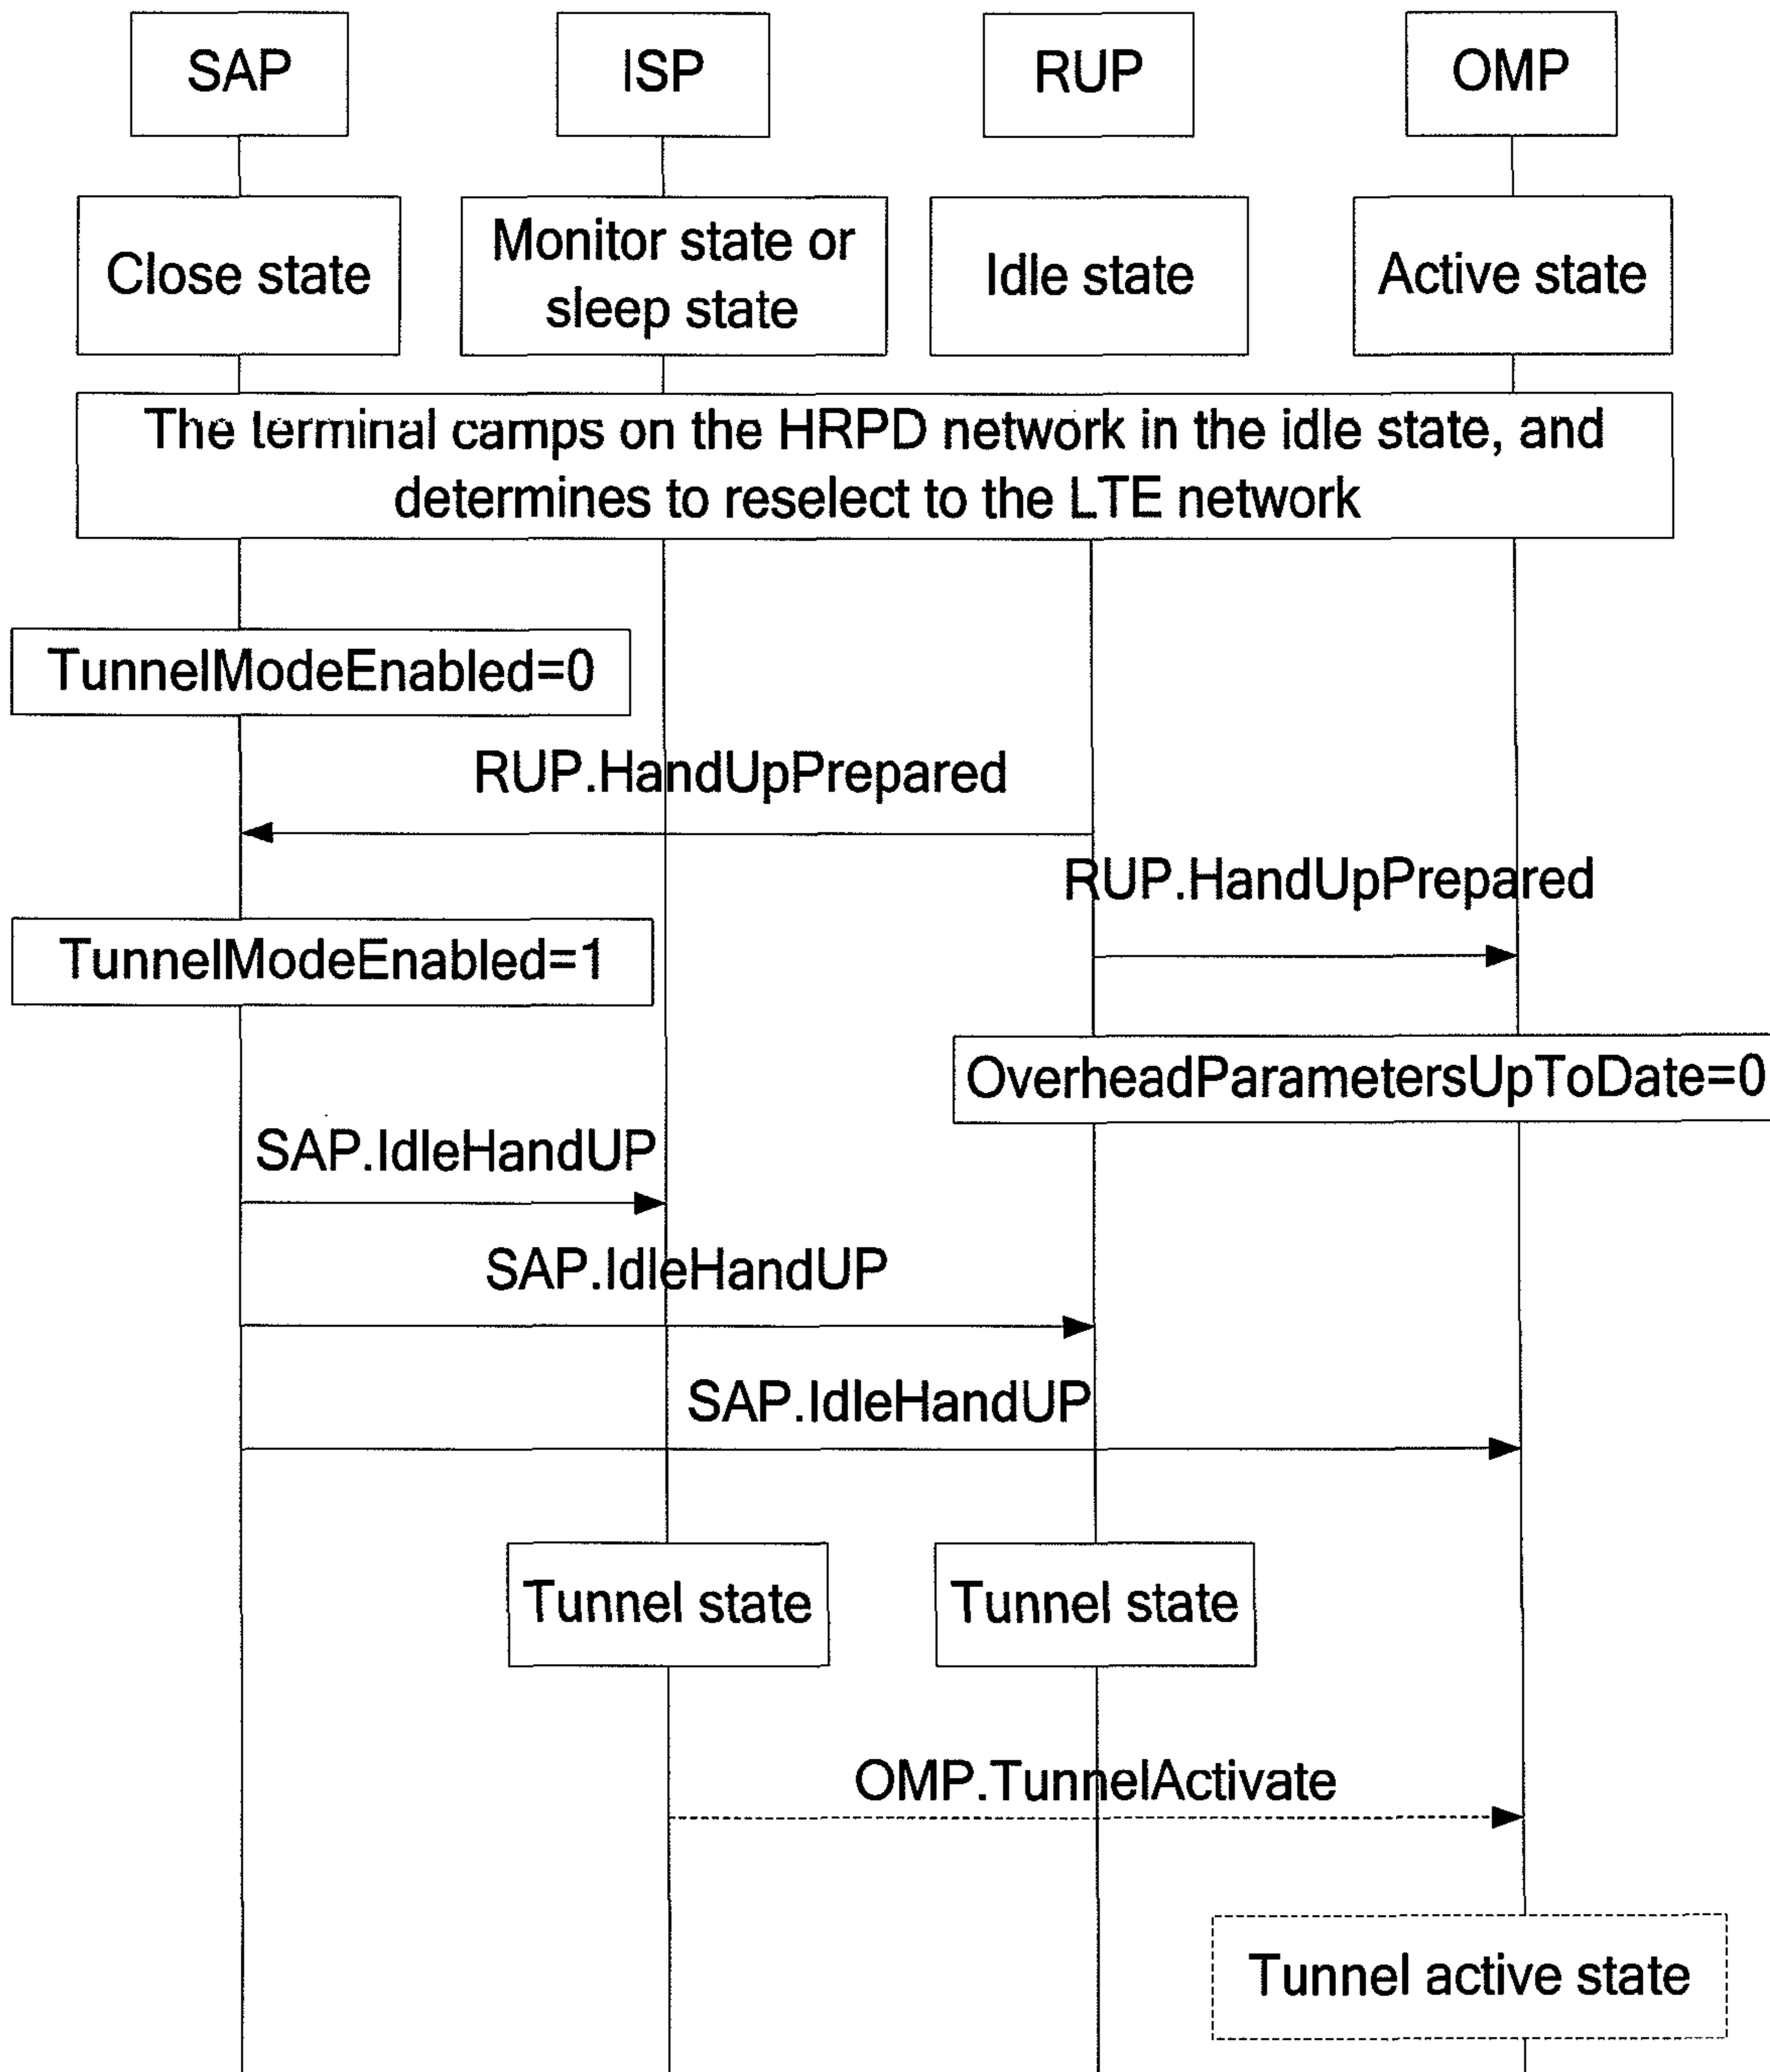 SAP
ISP
RUP
OMP
Close state
Monitor state or
sleep state
Idle state
Active state
The terminal camps on the HRPD network in the idle state, and
determines to reselect to the LTE network
TunnelModeEnabled=0
RUP.HandUpPrepared
RUP.HandUpPrepared
TunnelModeEnabled=1
OverheadParametersUpToDate=0
SAP.IdleHandUP
SAP.IdleHandUP
SAP.IdleHandUP
Tunnel state
Tunnel state
OMP.TunnelActivate
Tunnel active state